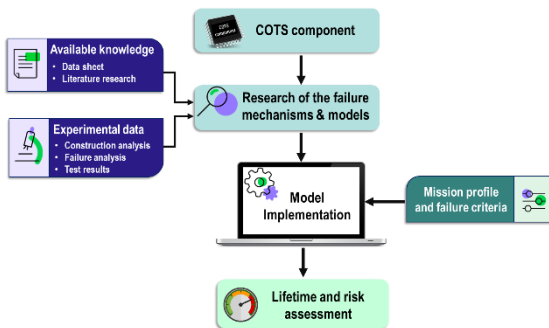 COTS component
COTS
Available knowledge
• Data sheet
• Literature research
Research of the failure
mechanisms & models
Experimental data
• Construction analysis
• Failure analysis
• Test results
Model
Implementation
Mission profile
and failure criteria
Lifetime and risk
assessment